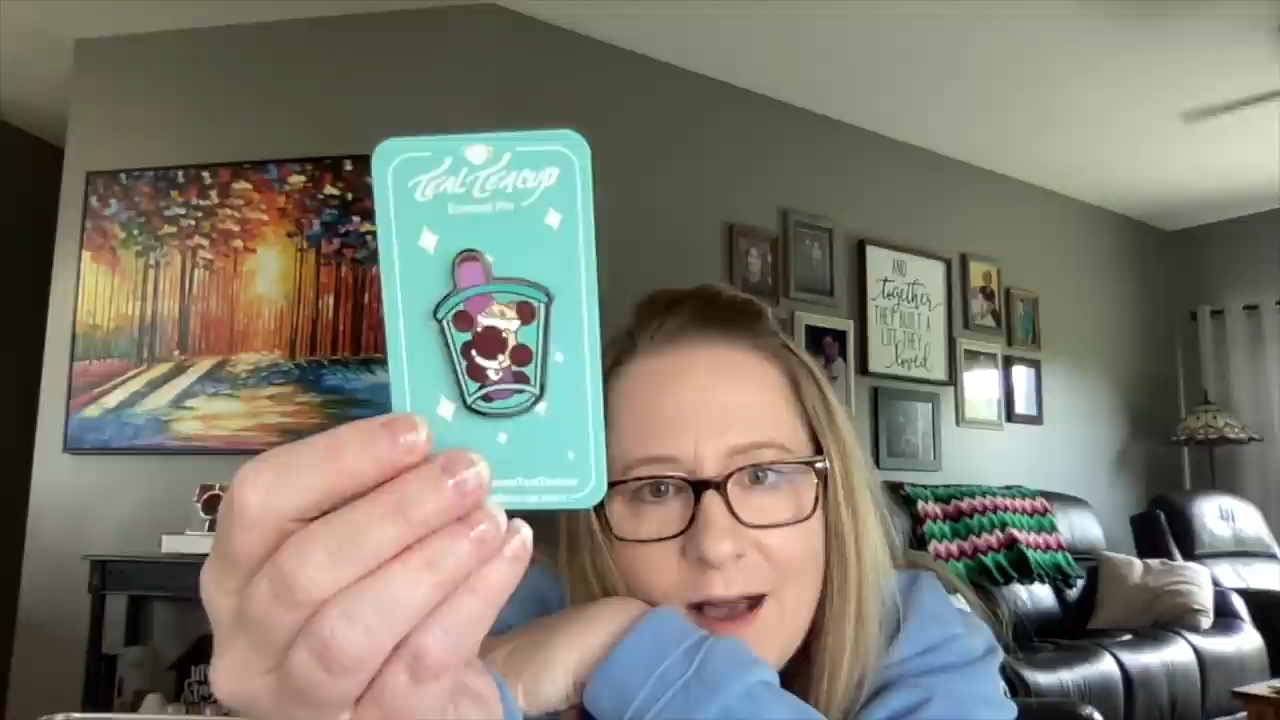 TEAL TEACUP
Enamel Pin
AND
together
THEY BUILT A
LIFE THEY
loved